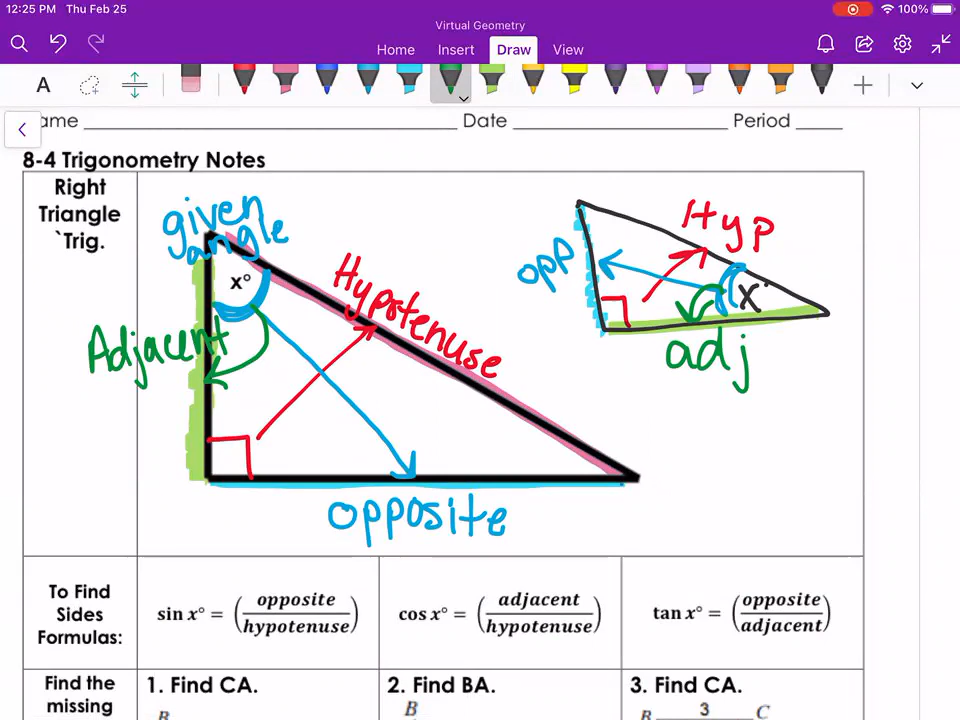 12:25 PM Thu Feb 25
100%
Virtual Geometry
Home Insert Draw View
A
ame ____ Date ____ Period ____
8-4 Trigonometry Notes
Right
Triangle
`Trig.
given
angle
x°
Adjacent
Hypotenuse
opposite
Hyp
opp
x°
adj
To Find
Sides
Formulas:
sin x° = (opposite/hypotenuse)
cos x° = (adjacent/hypotenuse)
tan x° = (opposite/adjacent)
Find the
missing
1. Find CA.
B
2. Find BA.
B
3. Find CA.
B 3 C